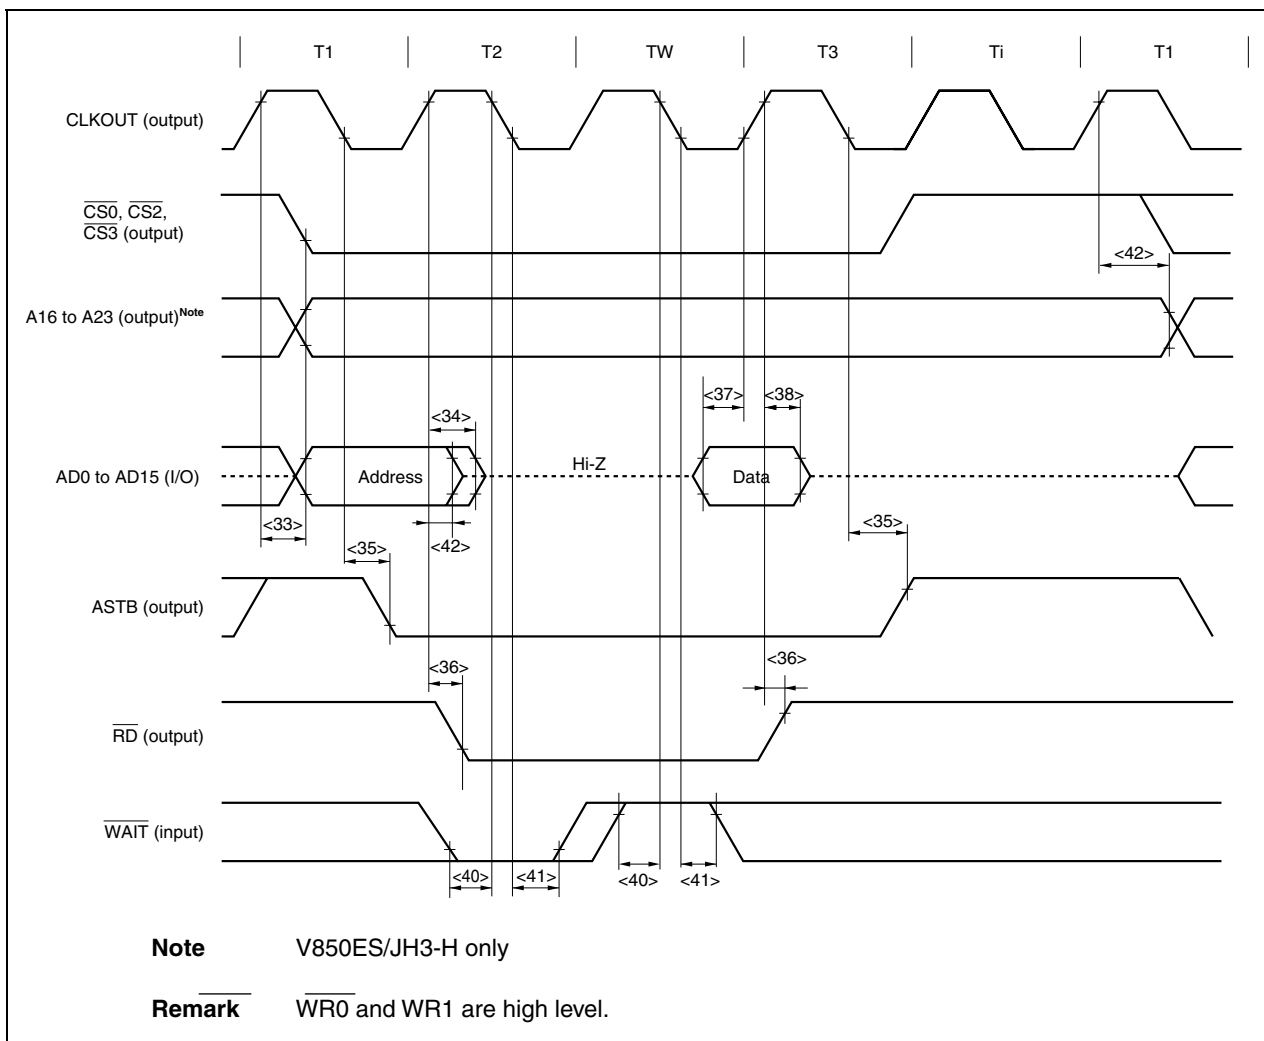 T1 T2 TW T3 Ti T1
CLKOUT (output)
CS0, CS2,
CS3 (output)
<42>
A16 to A23 (output)Note
<37> <38>
<34>
Hi-Z
AD0 to AD15 (I/O)
Address
Data
<33>
<35>
<42>
<35>
ASTB (output)
<36>
<36>
RD (output)
WAIT (input)
<40> <41> <40> <41>
Note V850ES/JH3-H only
Remark WR0 and WR1 are high level.